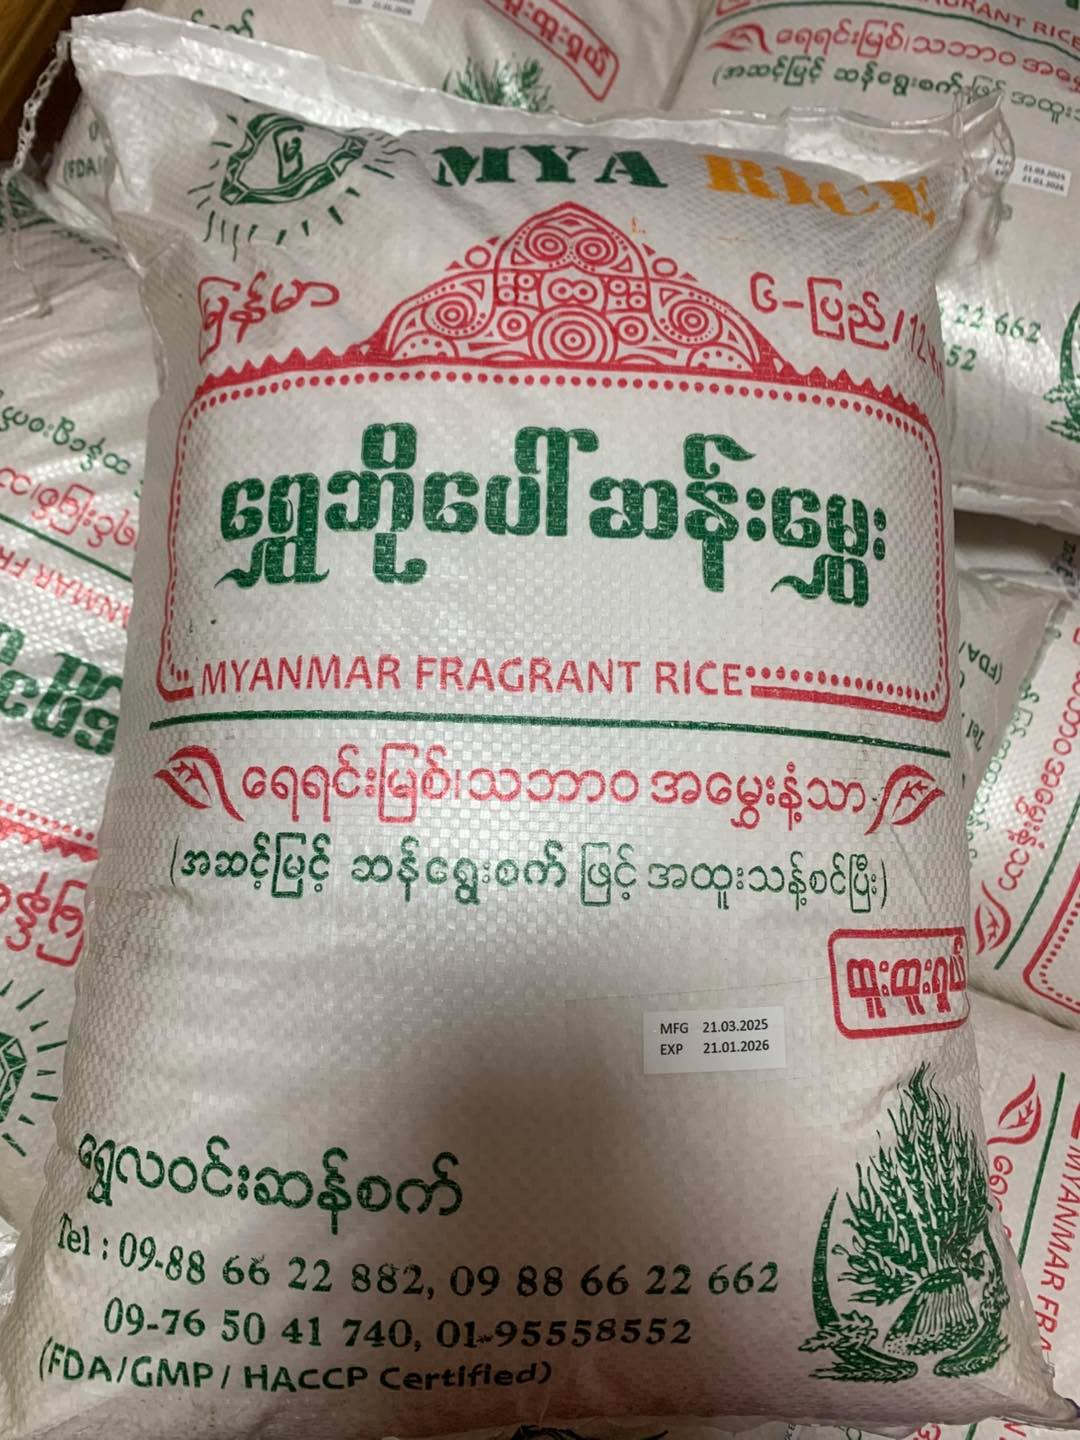 MYA RICE
မြန်မာ
၆-ပြည်/12
ရွှေဘိုပေါ်ဆန်းမွှေး
MYANMAR FRAGRANT RICE
ရေရင်းမြစ်၊သဘာဝ အမွှေးနံ့သာ
(အဆင့်မြင့် ဆန်ရွေးစက် ဖြင့် အထူးသန့်စင်ပြီး)
ထူးထူးရှယ်
MFG 21.03.2025
EXP 21.01.2026
ရွှေလဝင်းဆန်စက်
Tel : 09-88 66 22 882, 09 88 66 22 662
09-76 50 41 740, 01-95558552
(FDA/GMP/ HACCP Certified)